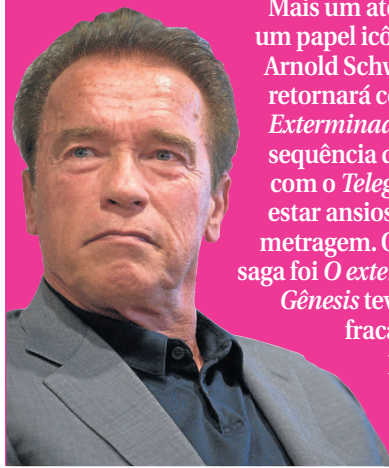 Mais um ato
um papel icô
Arnold Schw
retornará co
Exterminad
sequência d
com o Teleg
estar ansios
metragem. O
saga foi O exter
Gênesis tev
fraca